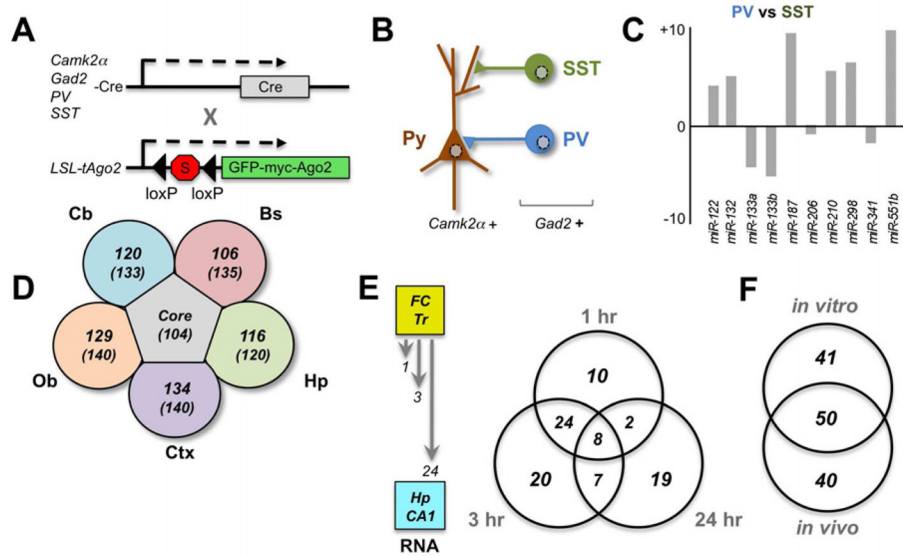 A
Camk2α
Gad2
PV
SST
-Cre
Cre
X
LSL-tAgo2
S
GFP-myc-Ago2
loxP
loxP
B
SST
Py
PV
Camk2α +
Gad2 +
C
PV vs SST
+10
0
-10
miR-122
miR-132
miR-133a
miR-133b
miR-187
miR-206
miR-210
miR-298
miR-341
miR-551b
D
Cb
120
(133)
Bs
106
(135)
Core
(104)
129
(140)
Ob
116
(120)
Hp
134
(140)
Ctx
E
FC
Tr
1
3
24
Hp
CA1
RNA
1 hr
10
24
2
8
20
7
19
3 hr
24 hr
F
in vitro
41
50
40
in vivo